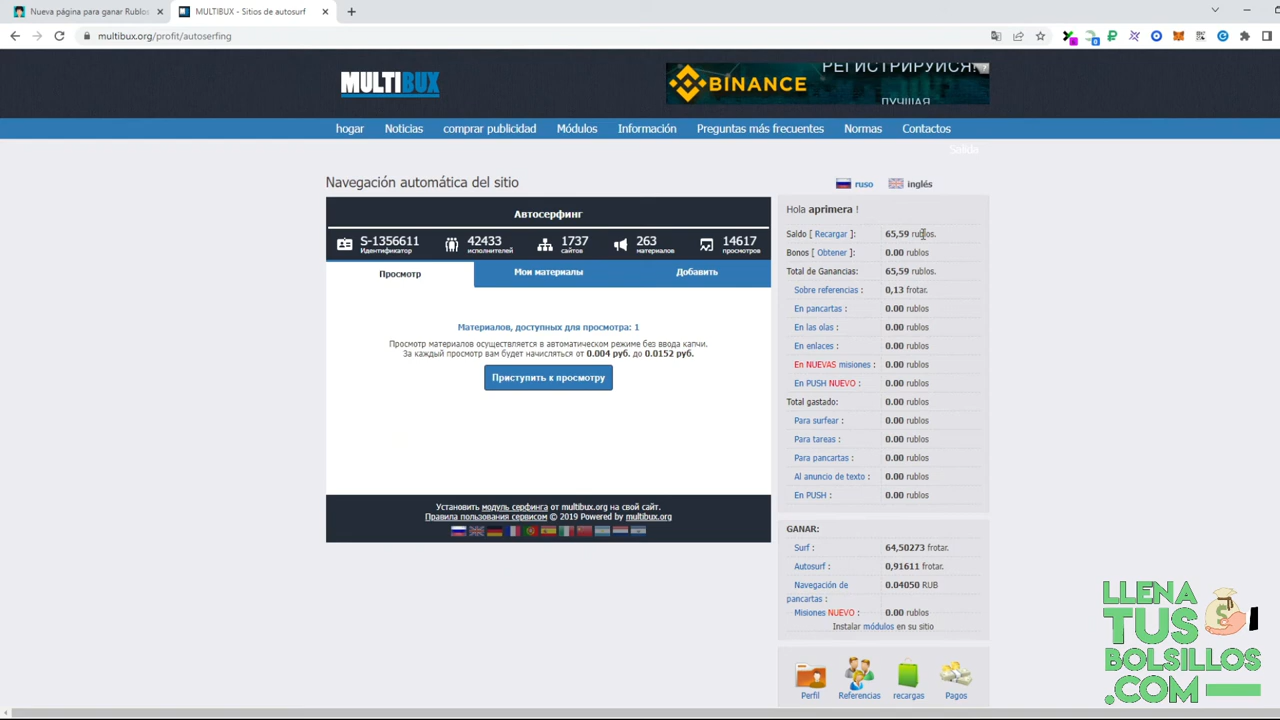 Nueva página para ganar Rublos
MULTIBUX - Sitios de autosurf
multibux.org/profit/autoserfing
MULTIBUX
BINANCE
РЕГИСТРИРУЙСЯ!
ЛУЧШАЯ
hogar Noticias comprar publicidad Módulos Información Preguntas más frecuentes Normas Contactos
Salida
Navegación automática del sitio
ruso inglés
Автосерфинг
S-1356611 42433 1737 263 14617
Идентификатор исполнителей сайтов материалов просмотров
Просмотр Мои материалы Добавить
Материалов, доступных для просмотра: 1
Просмотр материалов осуществляется в автоматическом режиме без ввода капчи.
За каждый просмотр вам будет начисляться от 0.004 руб. до 0.0152 руб.
Приступить к просмотру
Установить модуль серфинга от multibux.org на свой сайт.
Правила пользования сервисом © 2019 Powered by multibux.org
Hola aprimera !
Saldo [ Recargar ]: 65,59 rublos.
Bonos [ Obtener ]: 0.00 rublos
Total de Ganancias: 65,59 rublos.
Sobre referencias : 0,13 frotar.
En pancartas : 0.00 rublos
En las olas : 0.00 rublos
En enlaces : 0.00 rublos
En NUEVAS misiones : 0.00 rublos
En PUSH NUEVO : 0.00 rublos
Total gastado: 0.00 rublos
Para surfear : 0.00 rublos
Para tareas : 0.00 rublos
Para pancartas : 0.00 rublos
Al anuncio de texto : 0.00 rublos
En PUSH : 0.00 rublos
GANAR:
Surf : 64,50273 frotar.
Autosurf : 0,91611 frotar.
Navegación de pancartas : 0.04050 RUB
Misiones NUEVO : 0.00 rublos
Instalar módulos en su sitio
Perfil Referencias recargas Pagos
LLENA
TUS
BOLSILLOS
.COM